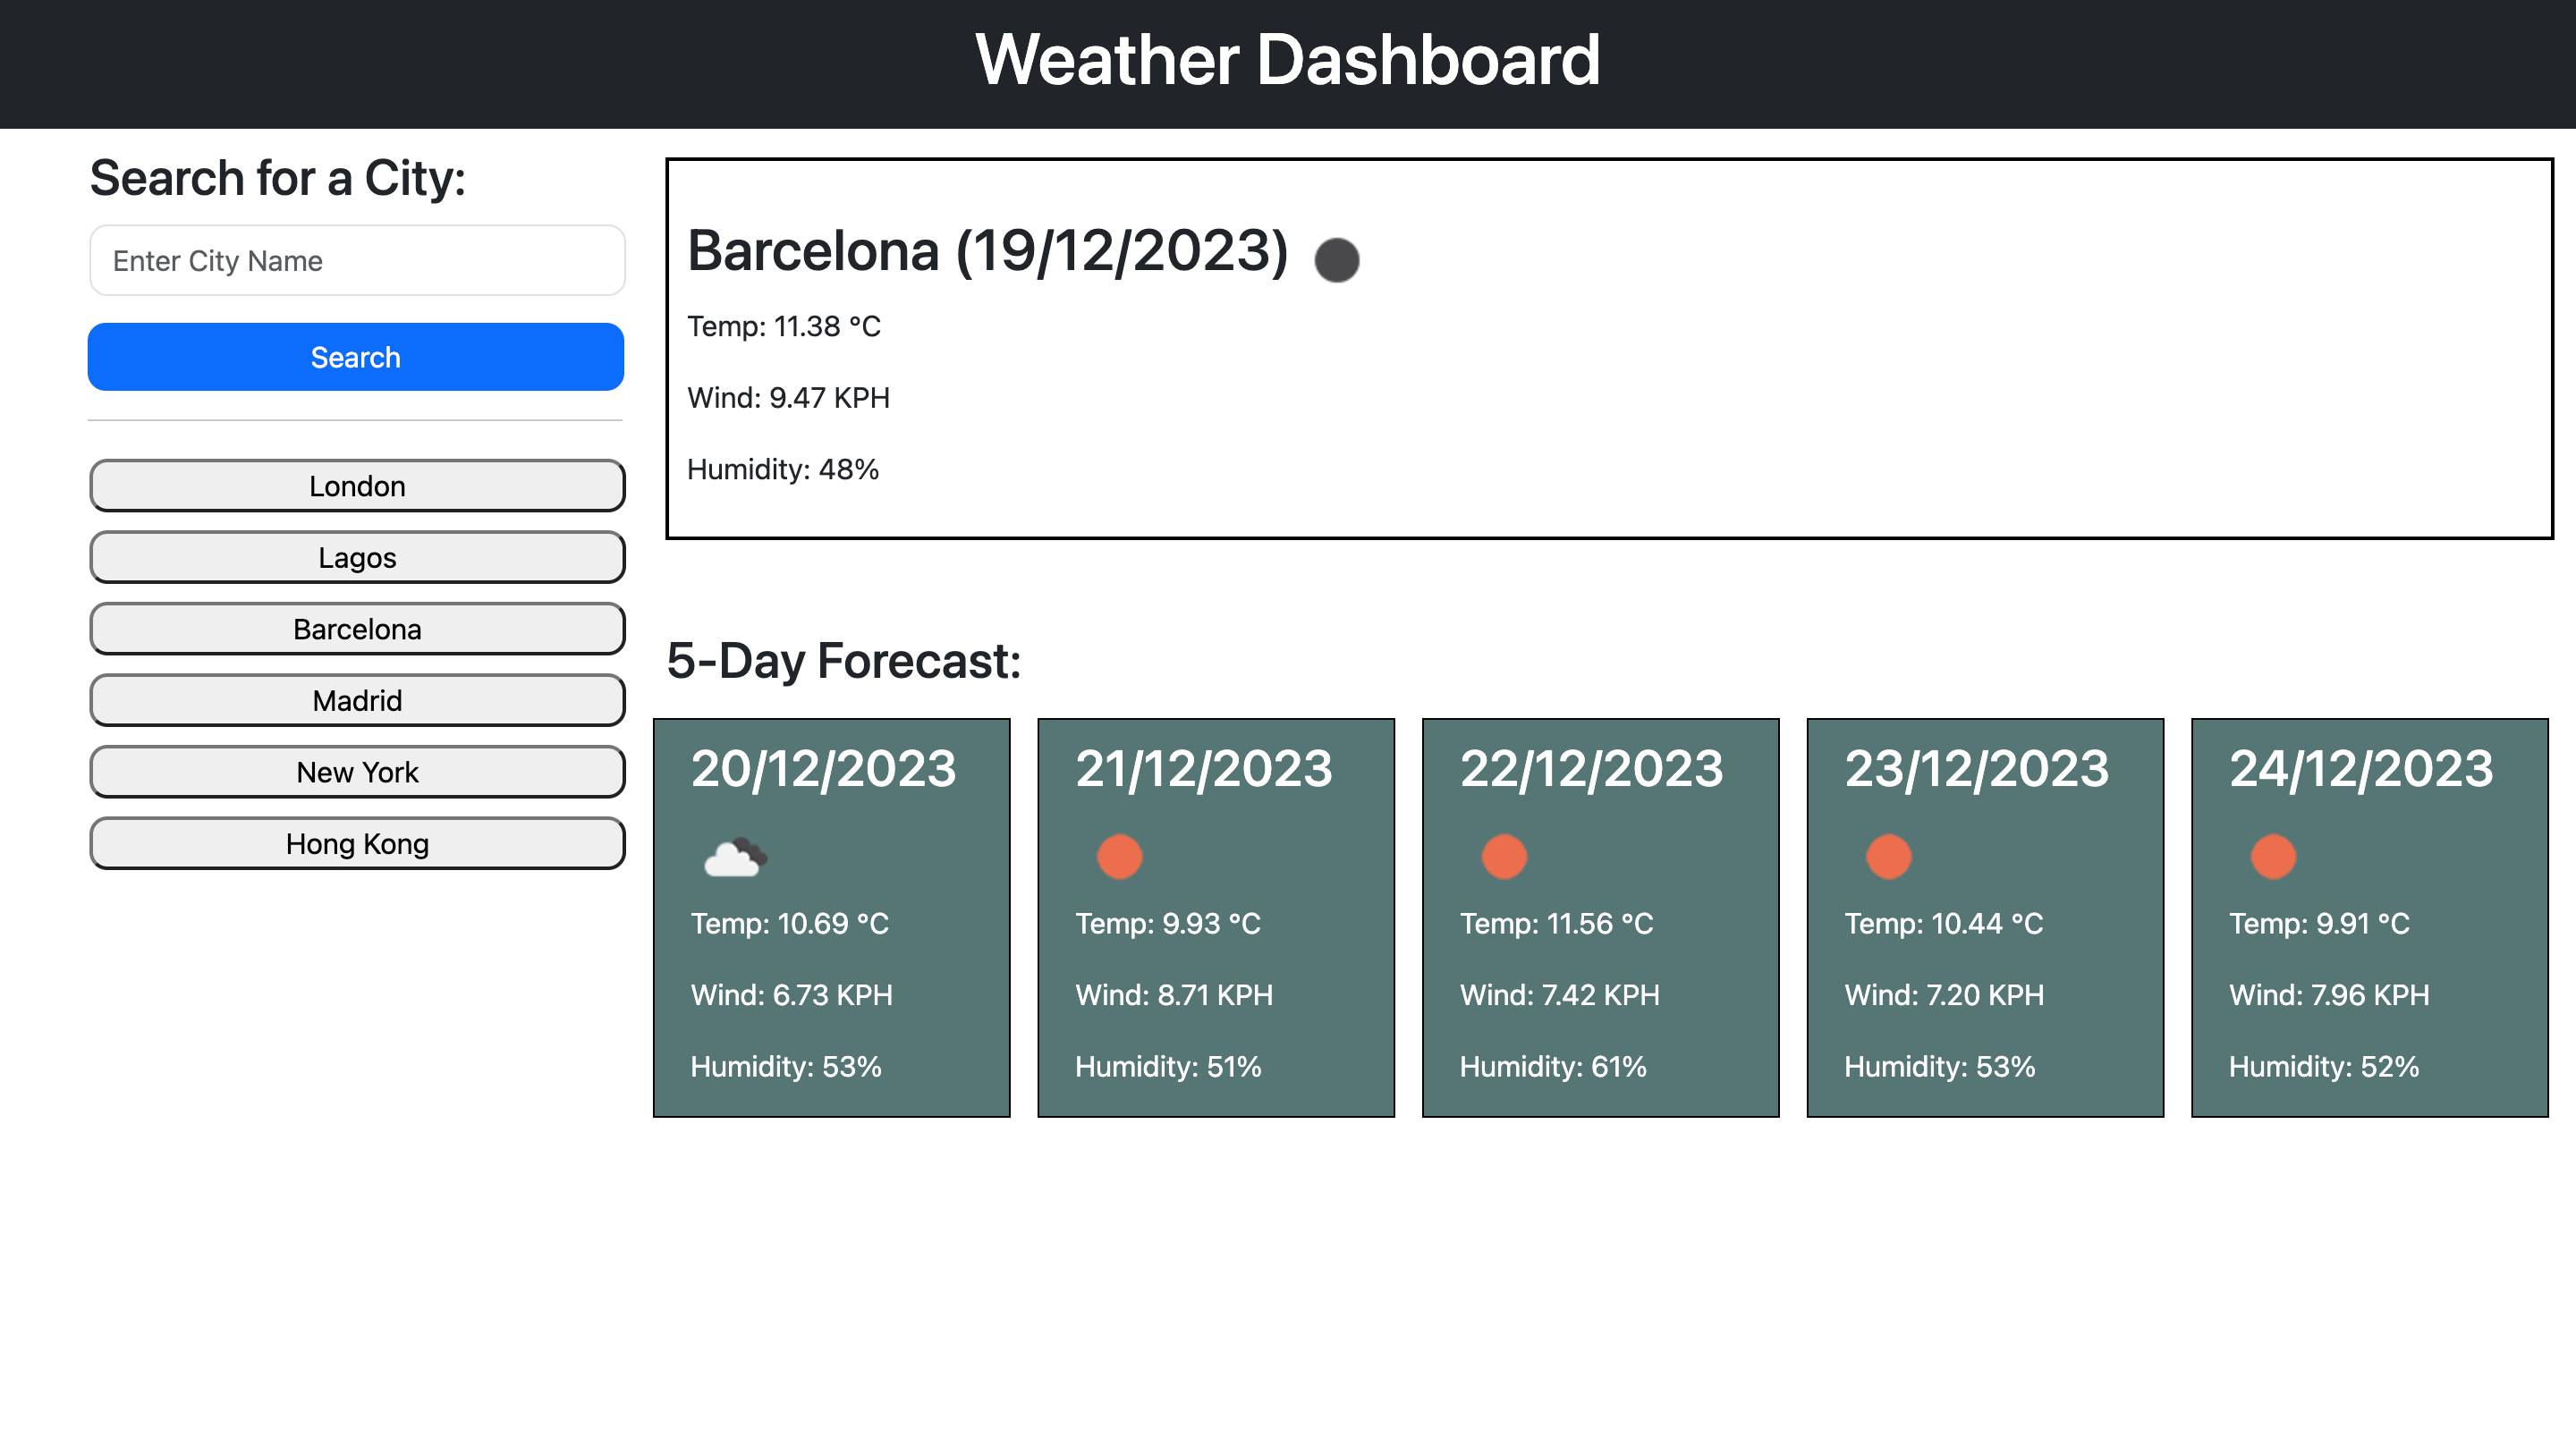 Weather Dashboard
Search for a City:
Enter City Name
Search
London
Lagos
Barcelona
Madrid
New York
Hong Kong
Barcelona (19/12/2023)
Temp: 11.38 °C
Wind: 9.47 KPH
Humidity: 48%
5-Day Forecast:
20/12/2023
Temp: 10.69 °C
Wind: 6.73 KPH
Humidity: 53%
21/12/2023
Temp: 9.93 °C
Wind: 8.71 KPH
Humidity: 51%
22/12/2023
Temp: 11.56 °C
Wind: 7.42 KPH
Humidity: 61%
23/12/2023
Temp: 10.44 °C
Wind: 7.20 KPH
Humidity: 53%
24/12/2023
Temp: 9.91 °C
Wind: 7.96 KPH
Humidity: 52%